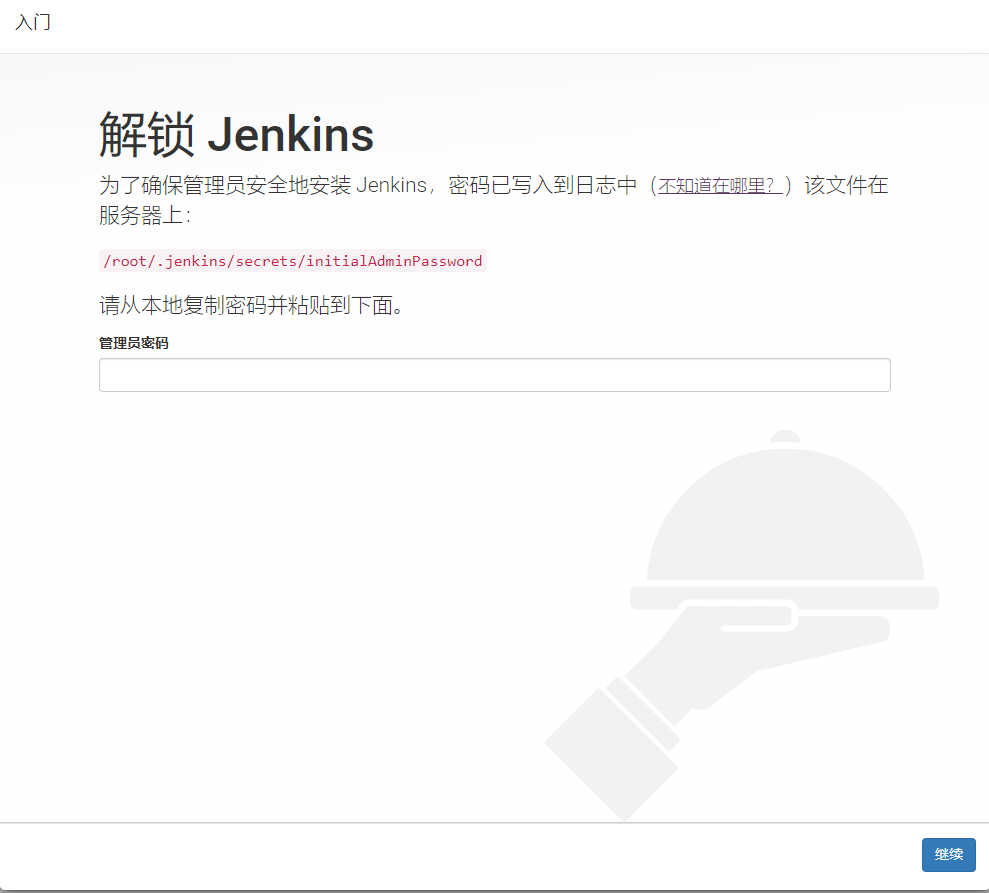 入门
解锁 Jenkins
为了确保管理员安全地安装 Jenkins，密码已写入到日志中（不知道在哪里？）该文件在
服务器上：
/root/.jenkins/secrets/initialAdminPassword
请从本地复制密码并粘贴到下面。
管理员密码
继续